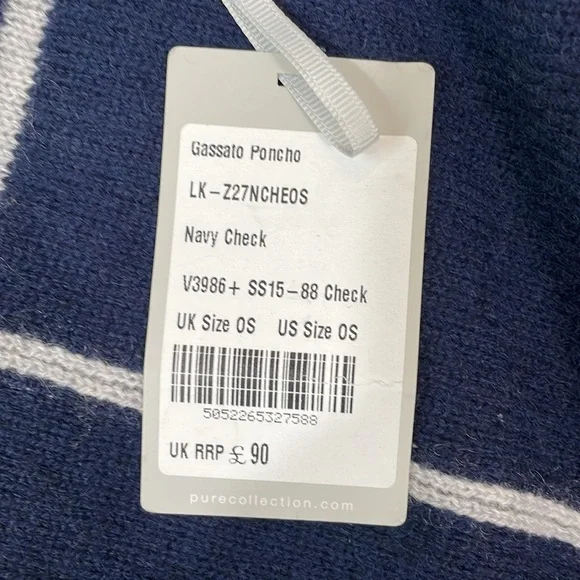 Gassato Poncho
LK-Z27NCHEOS
Navy Check
V3986+ SS15-88 Check
UK Size OS US Size OS
5052265327588
UK RRP £ 90
purecollection.com